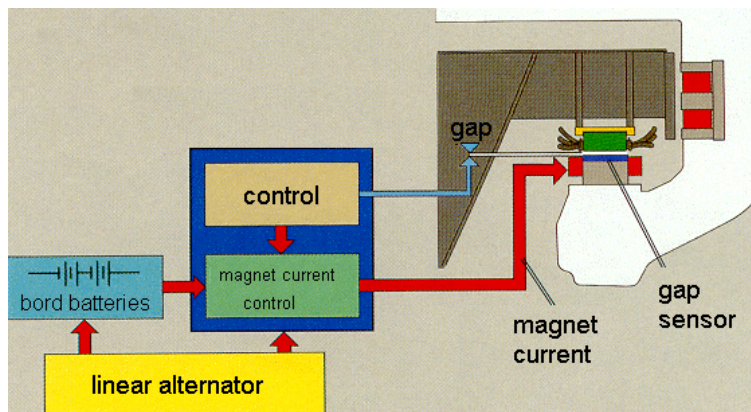 gap
control
magnet current
control
bord batteries
linear alternator
magnet
current
gap
sensor